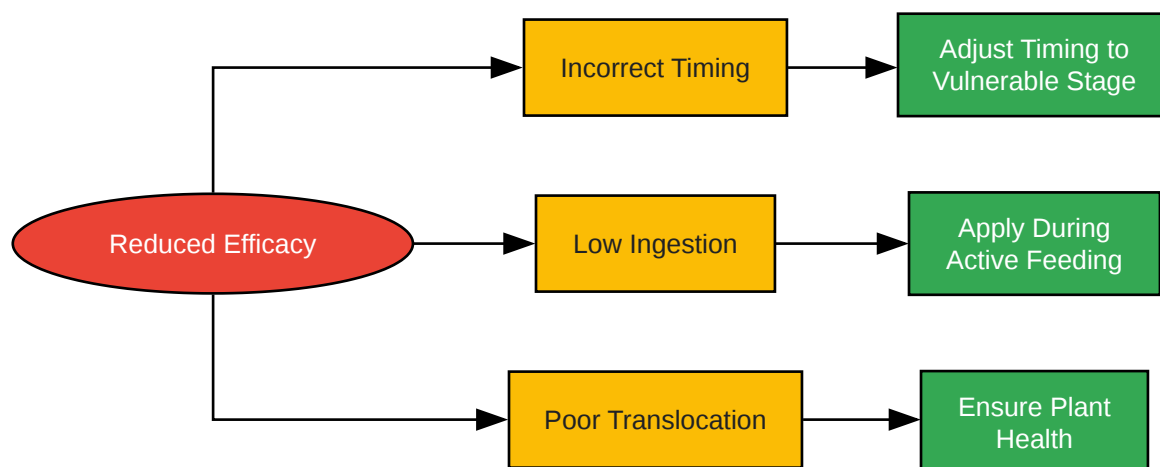 Incorrect Timing
Adjust Timing to
Vulnerable Stage
Reduced Efficacy
Low Ingestion
Apply During
Active Feeding
Poor Translocation
Ensure Plant
Health